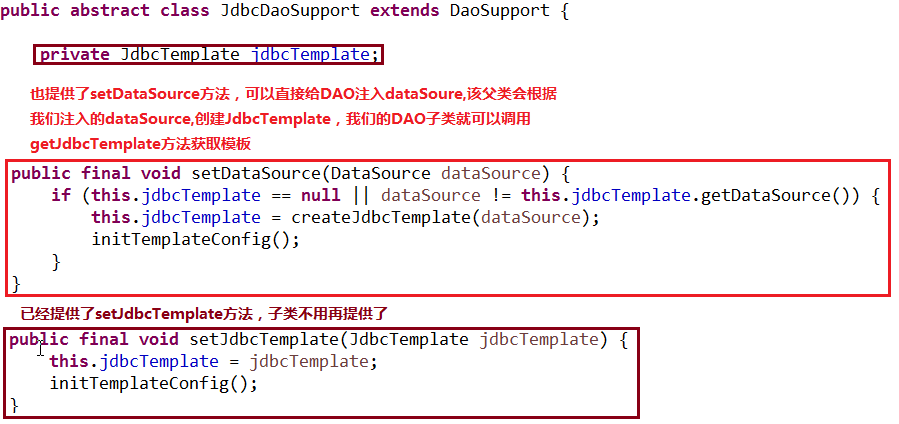 public abstract class JdbcDaoSupport extends DaoSupport {
private JdbcTemplate jdbcTemplate;
也提供了setDataSource方法，可以直接给DAO注入dataSoure,该父类会根据
我们注入的dataSource,创建JdbcTemplate，我们的DAO子类就可以调用
getJdbcTemplate方法获取模板
public final void setDataSource(DataSource dataSource) {
if (this.jdbcTemplate == null || dataSource != this.jdbcTemplate.getDataSource()) {
this.jdbcTemplate = createJdbcTemplate(dataSource);
initTemplateConfig();
}
}
已经提供了setJdbcTemplate方法，子类不用再提供了
public final void setJdbcTemplate(JdbcTemplate jdbcTemplate) {
this.jdbcTemplate = jdbcTemplate;
initTemplateConfig();
}